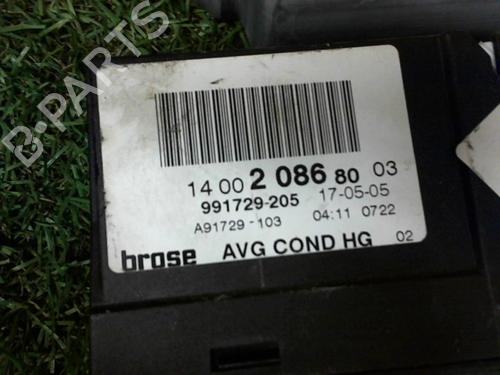 B-PARTS
14 00 2 086 80 03
991729-205 17-05-05
A91729-103 04:11 0722
brose AVG COND HG 02